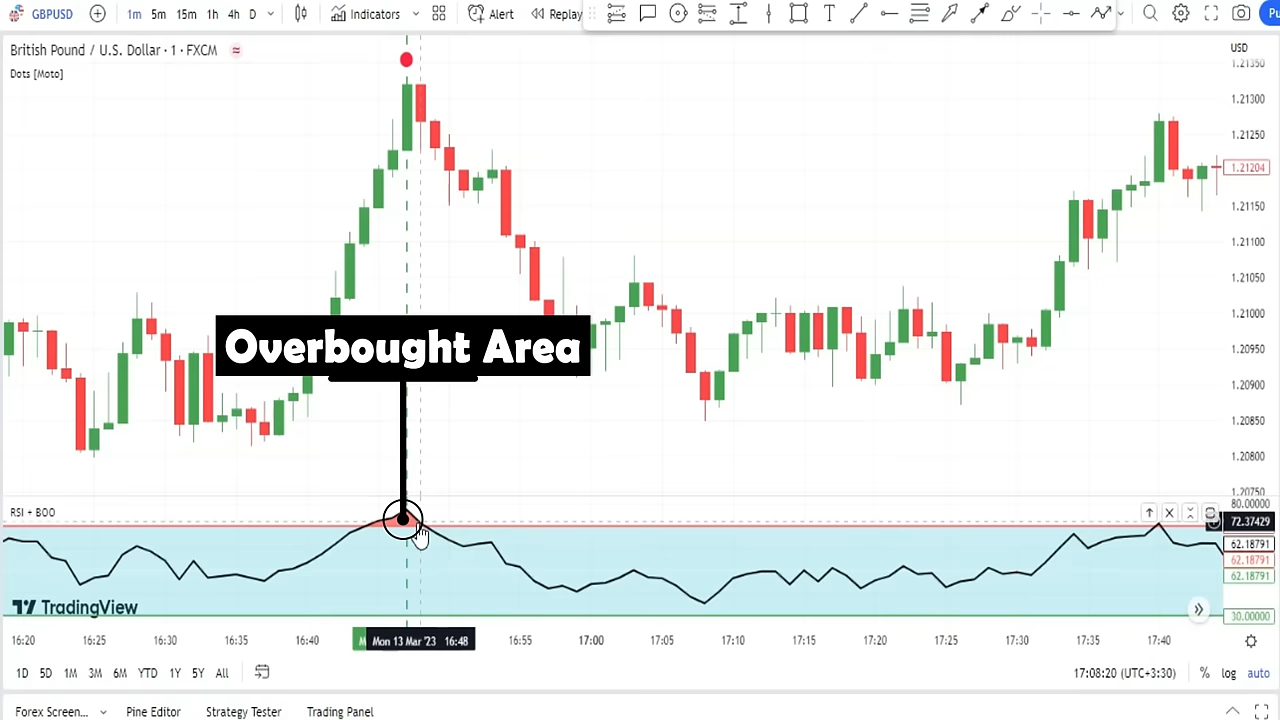 GBPUSD 1m 5m 15m 1h 4h D Indicators Alert Replay
British Pound / U.S. Dollar · 1 · FXCM
USD
Dots [Moto]
1.21350
1.21300
1.21250
1.21204
1.21150
1.21100
1.21050
1.21000
1.20950
1.20900
1.20850
1.20800
1.20750
Overbought Area
RSI + BOO
80.00000
72.37429
62.18791
62.18791
62.18791
30.00000
TradingView
16:20 16:25 16:30 16:35 16:40 Mon 13 Mar '23 16:48 16:55 17:00 17:05 17:10 17:15 17:20 17:25 17:30 17:35 17:40
1D 5D 1M 3M 6M YTD 1Y 5Y All 17:08:20 (UTC+3:30) % log auto
Forex Screen... Pine Editor Strategy Tester Trading Panel